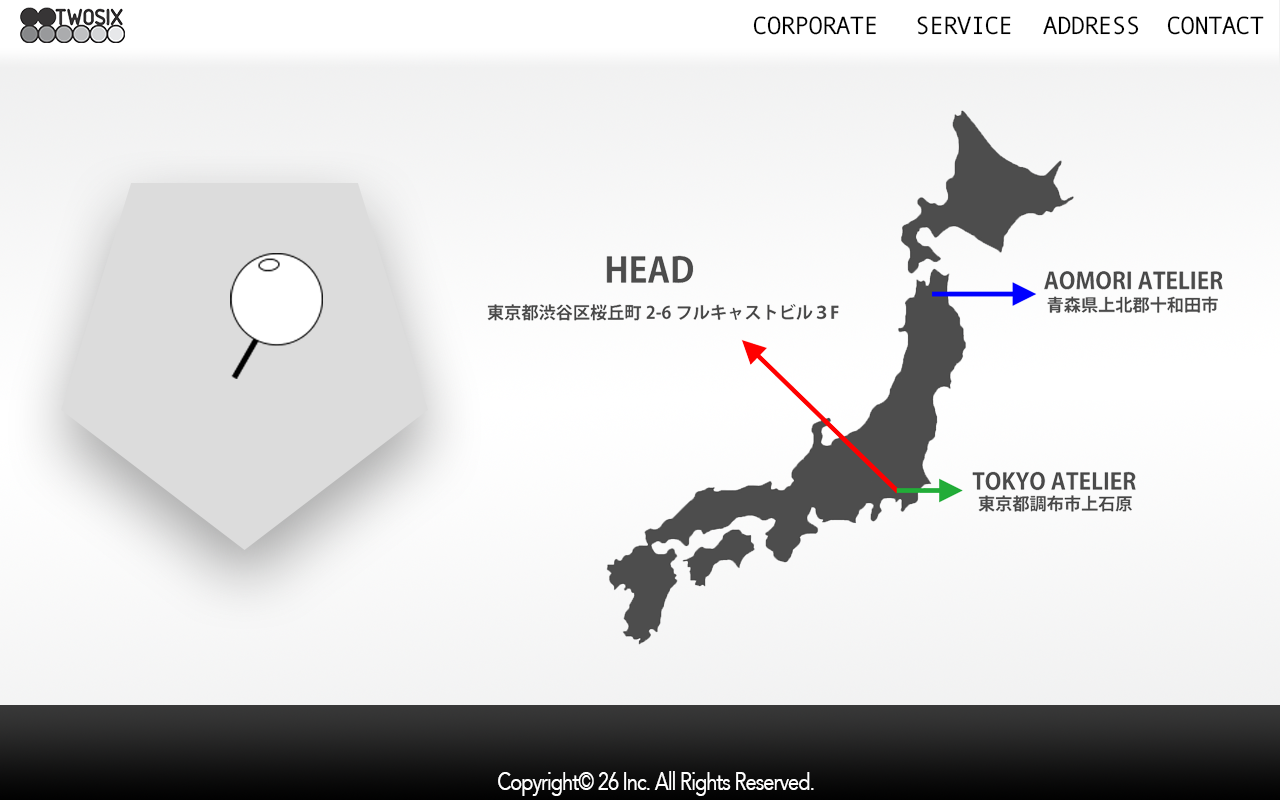 TWOSIX
CORPORATE SERVICE ADDRESS CONTACT
HEAD
東京都渋谷区桜丘町 2-6 フルキャストビル３F
AOMORI ATELIER
青森県上北郡十和田市
TOKYO ATELIER
東京都調布市上石原
Copyright© 26 Inc. All Rights Reserved.